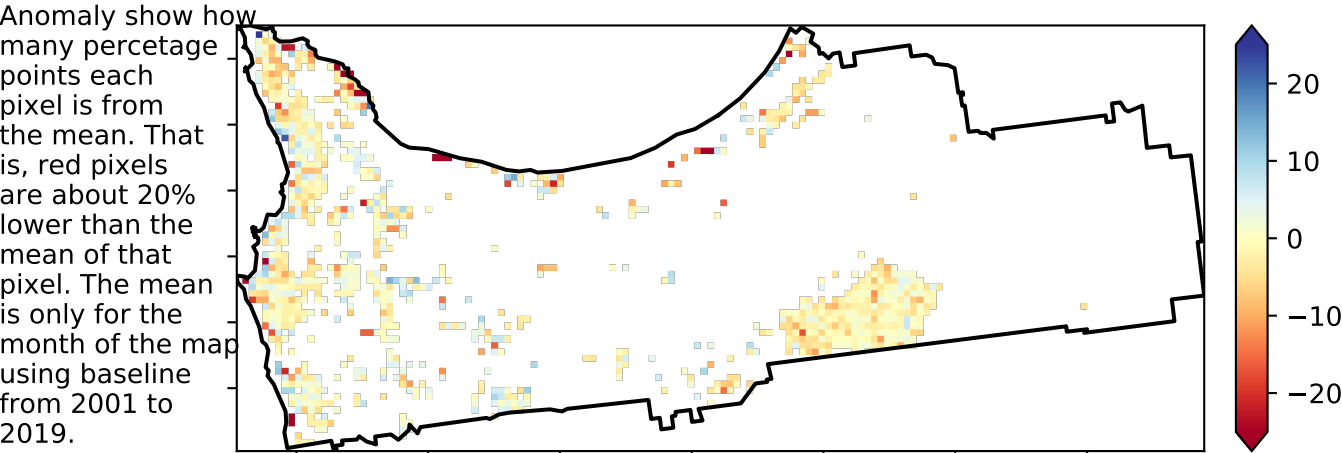 Anomaly show how
many percetage
points each
pixel is from
the mean. That
is, red pixels
are about 20%
lower than the
mean of that
pixel. The mean
is only for the
month of the map
using baseline
from 2001 to
2019.
20
10
0
−10
−20